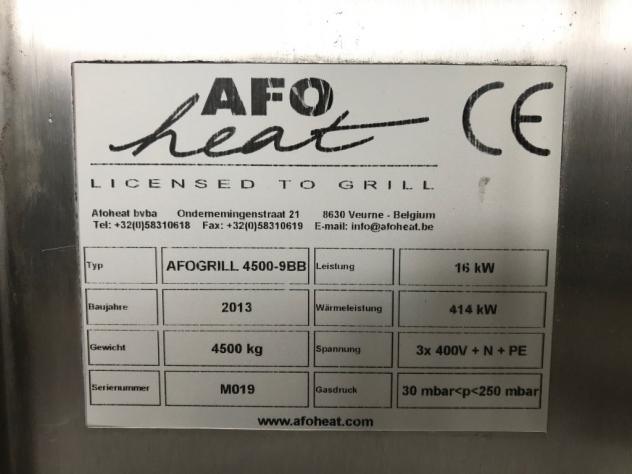 AFO
heat
CE
LICENSED TO GRILL
Afoheat bvba Ondernemingenstraat 21 8630 Veurne - Belgium
Tel: +32(0)58310618 Fax: +32(0)58310619 E-mail: info@afoheat.be
Typ AFOGRILL 4500-9BB Leistung 16 kW
Baujahre 2013 Wärmeleistung 414 kW
Gewicht 4500 kg Spannung 3x 400V + N + PE
Serienummer M019 Gasdruck 30 mbar<p<250 mbar
www.afoheat.com